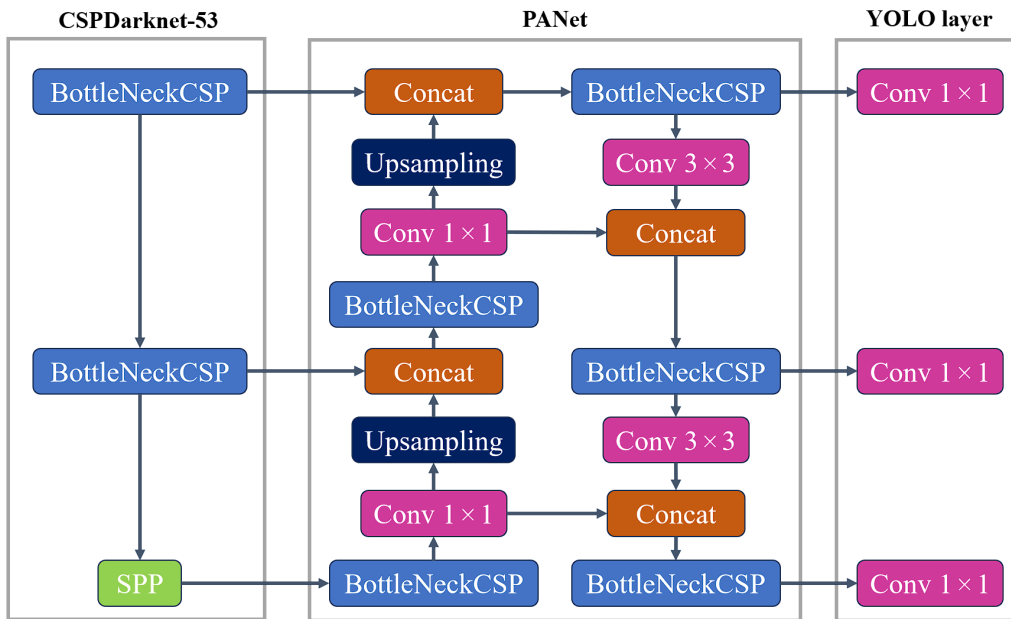 CSPDarknet-53
PANet
YOLO layer
BottleNeckCSP
Concat
BottleNeckCSP
Conv 1 × 1
Upsampling
Conv 3 × 3
Conv 1 × 1
Concat
BottleNeckCSP
BottleNeckCSP
Concat
BottleNeckCSP
Conv 1 × 1
Upsampling
Conv 3 × 3
Conv 1 × 1
Concat
SPP
BottleNeckCSP
BottleNeckCSP
Conv 1 × 1